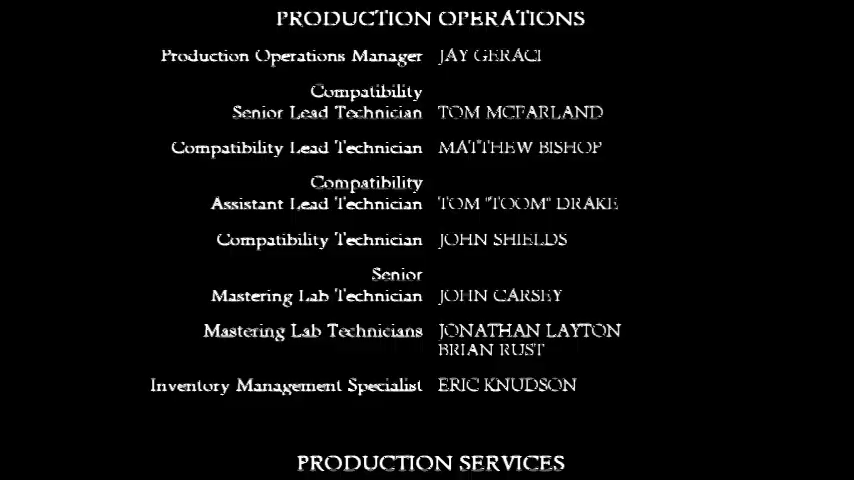 PRODUCTION OPERATIONS
Production Operations Manager JAY GERACI
Compatibility
Senior Lead Technician TOM MCFARLAND
Compatibility Lead Technician MATTHEW BISHOP
Compatibility
Assistant Lead Technician TOM "TOOM" DRAKE
Compatibility Technician JOHN SHIELDS
Senior
Mastering Lab Technician JOHN CARSEY
Mastering Lab Technicians JONATHAN LAYTON
BRIAN RUST
Inventory Management Specialist ERIC KNUDSON
PRODUCTION SERVICES